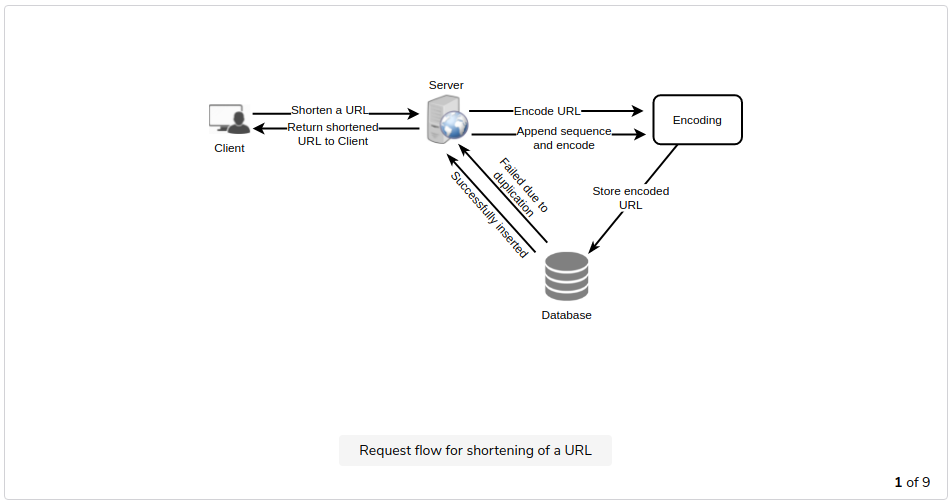 Server
Shorten a URL
Return shortened
URL to Client
Client
Encode URL
Append sequence
and encode
Encoding
Failed due to
duplication
Successfully inserted
Store encoded
URL
Database
Request flow for shortening of a URL
1 of 9